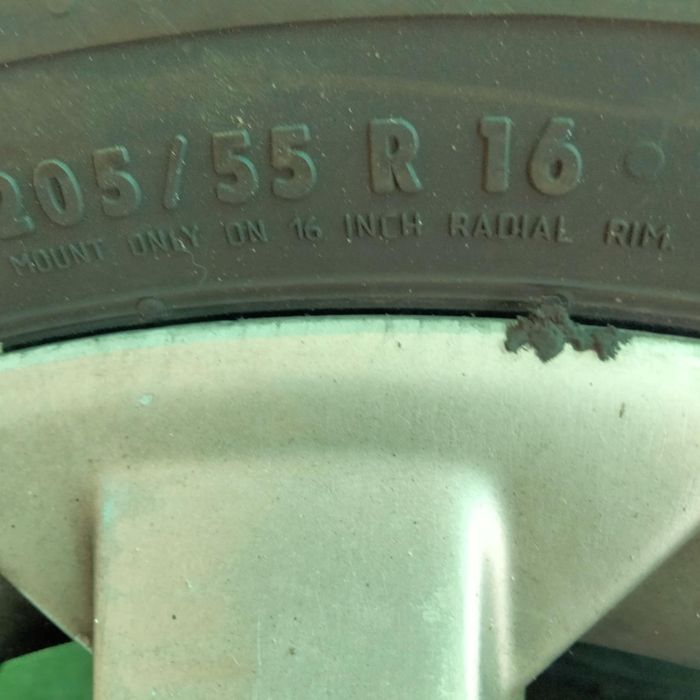 205/55 R 16
MOUNT ONLY ON 16 INCH RADIAL RIM.